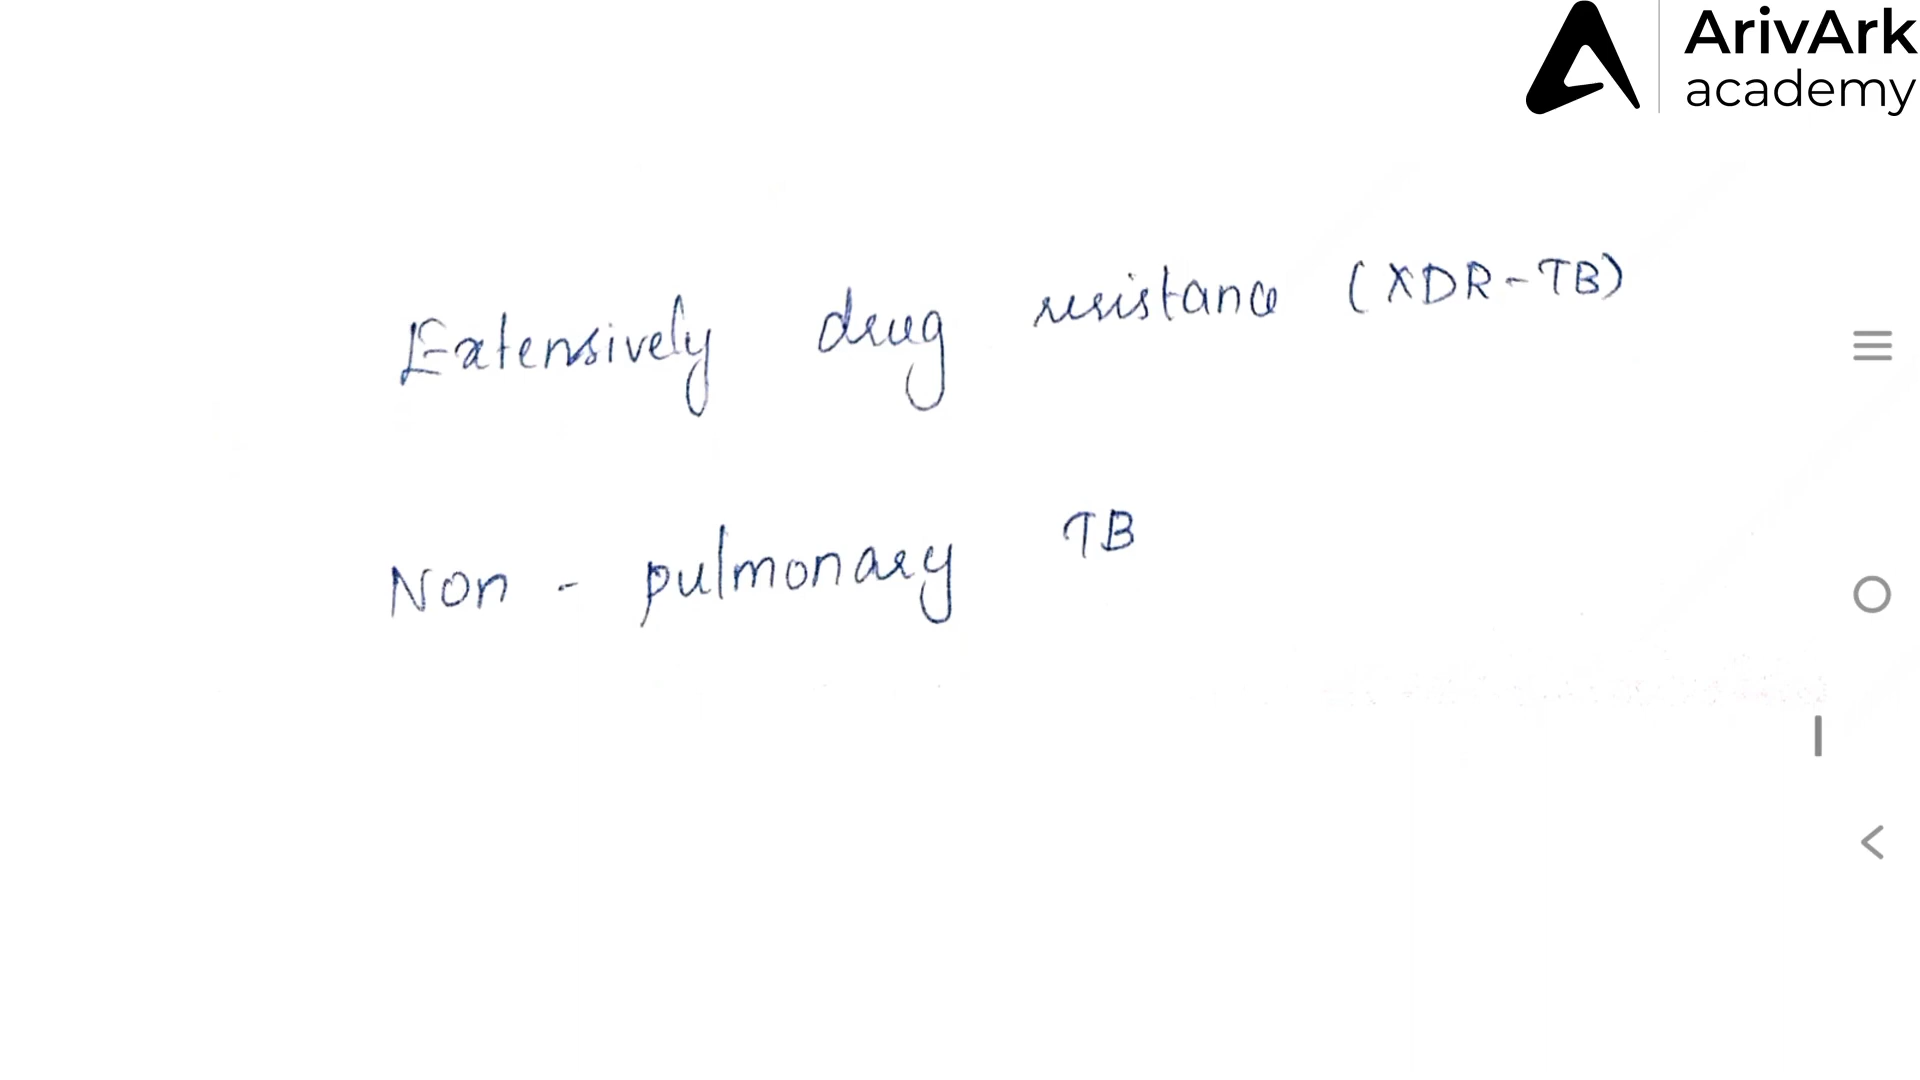 ArivArk
academy
Extensively drug resistance (XDR-TB)
Non - pulmonary TB